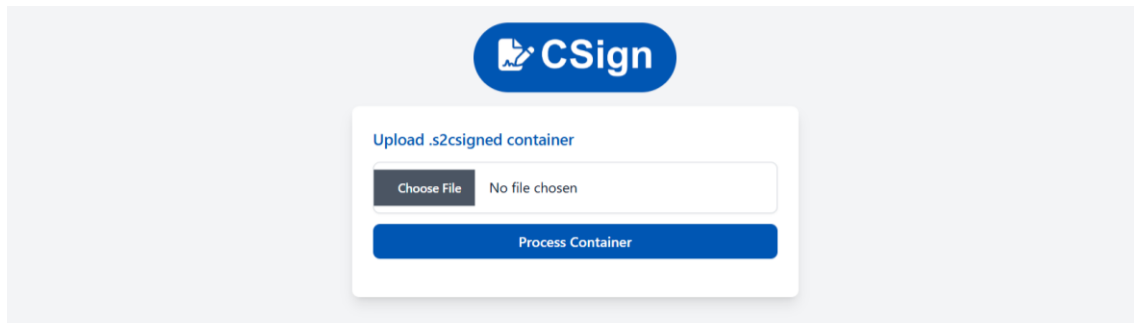 CSign
Upload .s2csigned container
Choose File No file chosen
Process Container